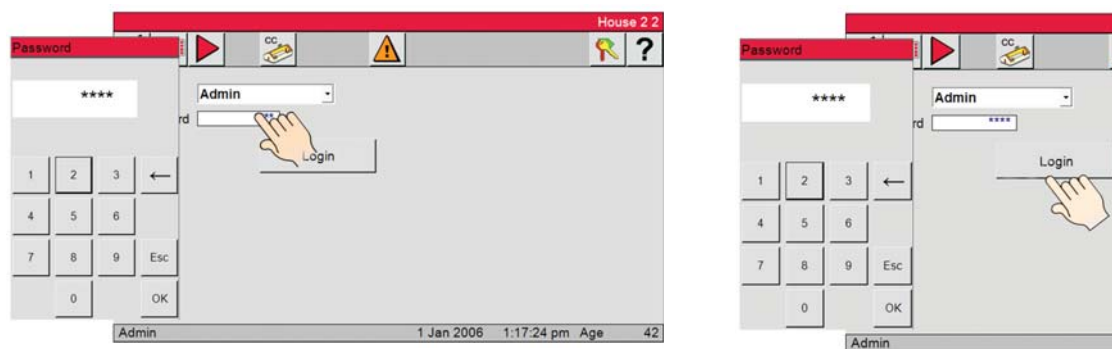 House 2 2
Password
CC
?
****
Admin
rd **
Login
1 2 3 ←
4 5 6
7 8 9 Esc
0 OK
Admin 1 Jan 2006 1:17:24 pm Age 42
Password
CC
****
Admin
rd ****
Login
1 2 3 ←
4 5 6
7 8 9 Esc
0 OK
Admin